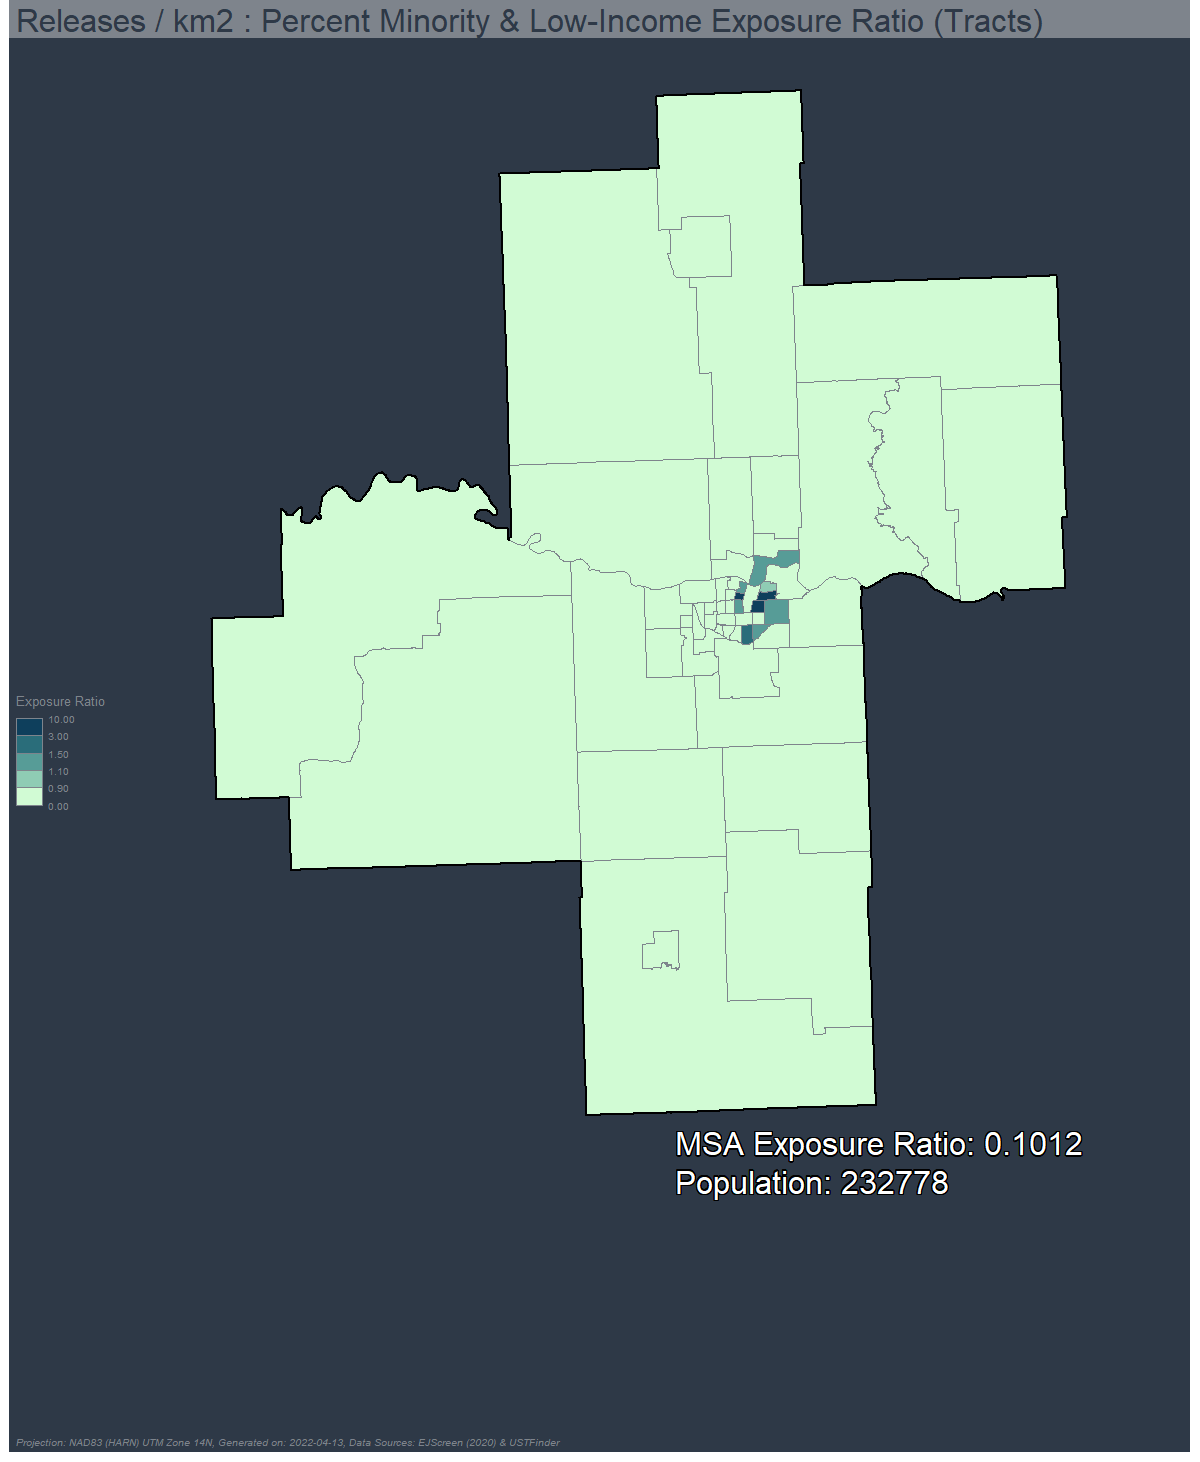 Releases / km2 : Percent Minority & Low-Income Exposure Ratio (Tracts)
Exposure Ratio
10.00
3.00
1.50
1.10
0.90
0.00
MSA Exposure Ratio: 0.1012
Population: 232778
Projection: NAD83 (HARN) UTM Zone 14N, Generated on: 2022-04-13, Data Sources: EJScreen (2020) & USTFinder